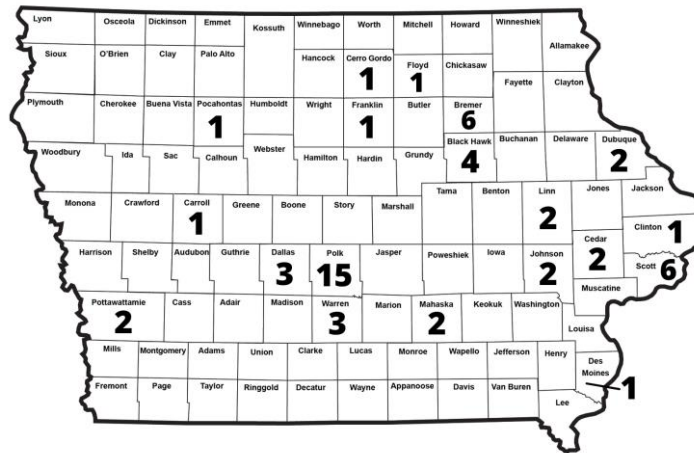 Lyon Osceola Dickinson Emmet Kossuth Winnebago Worth Mitchell Howard Winneshiek Allamakee
Sioux O'Brien Clay Palo Alto Hancock Cerro Gordo Floyd Chickasaw
1 1
Fayette Clayton
Plymouth Cherokee Buena Vista Pocahontas Humboldt Wright Franklin Butler Bremer
1 1 6
Woodbury Ida Sac Calhoun Webster Hamilton Hardin Grundy Black Hawk Buchanan Delaware Dubuque
4 2
Monona Crawford Carroll Greene Boone Story Marshall Tama Benton Linn Jones Jackson
1 2
Clinton 1
Harrison Shelby Audubon Guthrie Dallas Polk Jasper Poweshiek Iowa Johnson Cedar Scott
3 15 2 2 6
Muscatine
Pottawattamie Cass Adair Madison Warren Marion Mahaska Keokuk Washington
2 3 2
Louisa
Mills Montgomery Adams Union Clarke Lucas Monroe Wapello Jefferson Henry Des
Moines
1
Fremont Page Taylor Ringgold Decatur Wayne Appanoose Davis Van Buren
Lee